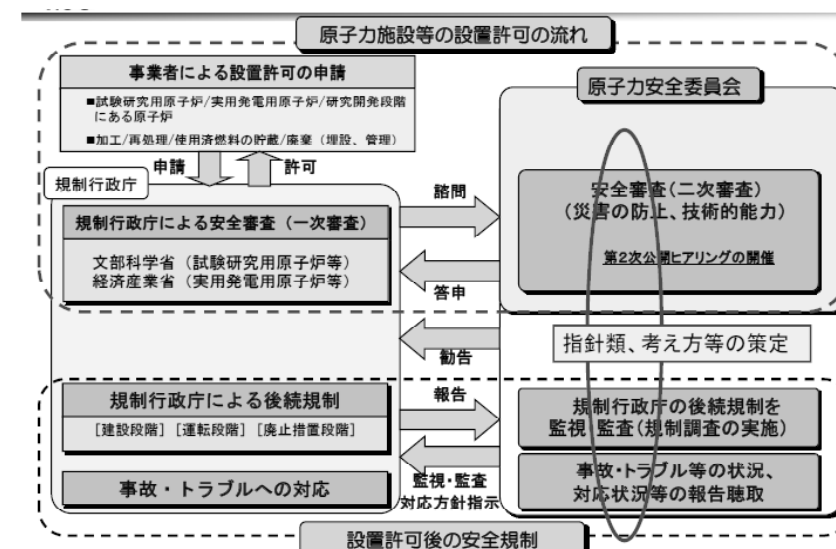 原子力施設等の設置許可の流れ
事業者による設置許可の申請
■試験研究用原子炉/実用発電用原子炉/研究開発段階
にある原子炉
■加工/再処理/使用済燃料の貯蔵/廃棄（埋設、管理）
申請
許可
規制行政庁
規制行政庁による安全審査（一次審査）
文部科学省（試験研究用原子炉等）
経済産業省（実用発電用原子炉等）
諮問
答申
勧告
原子力安全委員会
安全審査（二次審査）
（災害の防止、技術的能力）
第2次公開ヒアリングの開催
指針類、考え方等の策定
規制行政庁による後続規制
［建設段階］［運転段階］［廃止措置段階］
事故・トラブルへの対応
報告
監視・監査
対応方針指示
規制行政庁の後続規制を
監視・監査（規制調査の実施）
事故・トラブル等の状況、
対応状況等の報告聴取
設置許可後の安全規制